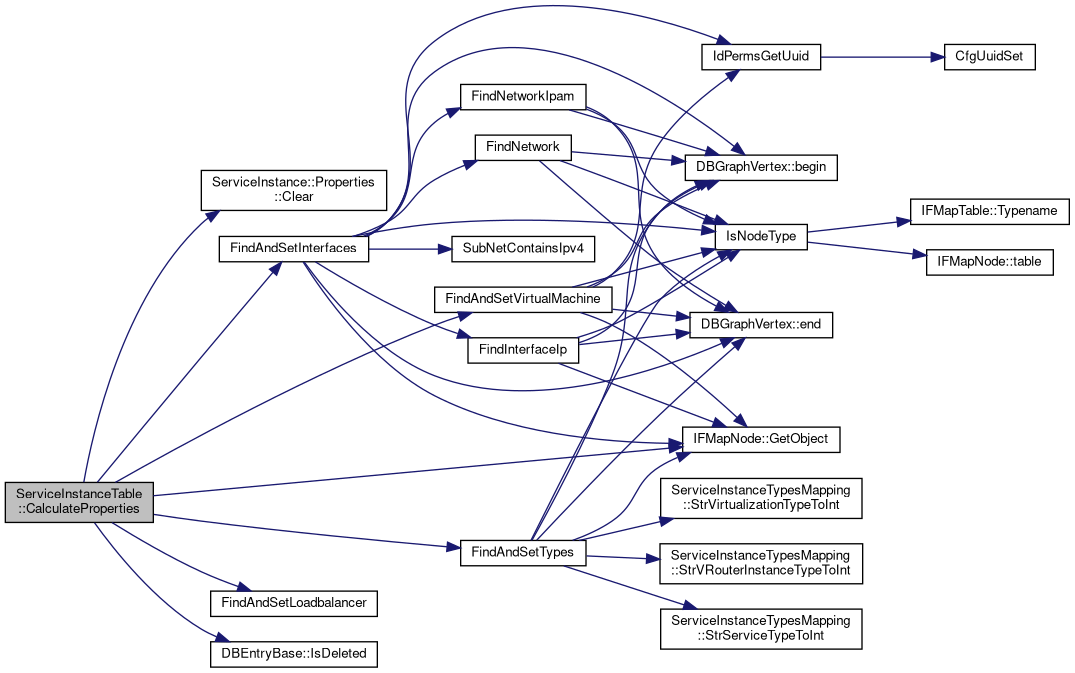 IdPermsGetUuid
CfgUuidSet
FindNetworkIpam
FindNetwork
DBGraphVertex::begin
ServiceInstance::Properties
::Clear
IFMapTable::Typename
IsNodeType
FindAndSetInterfaces
SubNetContainsIpv4
IFMapNode::table
FindAndSetVirtualMachine
DBGraphVertex::end
FindInterfaceIp
IFMapNode::GetObject
ServiceInstanceTable
::CalculateProperties
ServiceInstanceTypesMapping
::StrVirtualizationTypeToInt
FindAndSetTypes
ServiceInstanceTypesMapping
::StrVRouterInstanceTypeToInt
FindAndSetLoadbalancer
ServiceInstanceTypesMapping
::StrServiceTypeToInt
DBEntryBase::IsDeleted